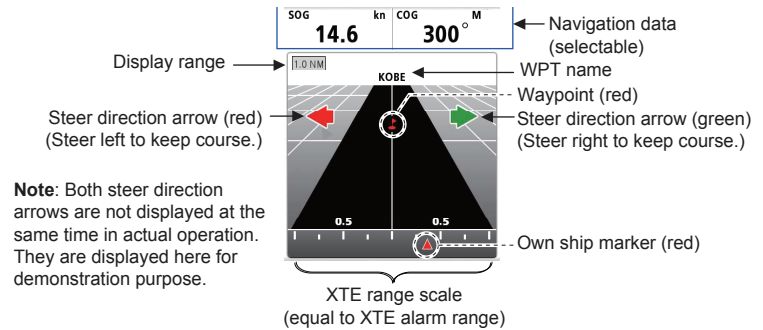 SOG kn COG M
14.6 300°
Navigation data
(selectable)
Display range
1.0 NM
KOBE
WPT name
Waypoint (red)
Steer direction arrow (red)
(Steer left to keep course.)
Steer direction arrow (green)
(Steer right to keep course.)
Note: Both steer direction
arrows are not displayed at the
same time in actual operation.
They are displayed here for
demonstration purpose.
0.5 0.5
Own ship marker (red)
XTE range scale
(equal to XTE alarm range)